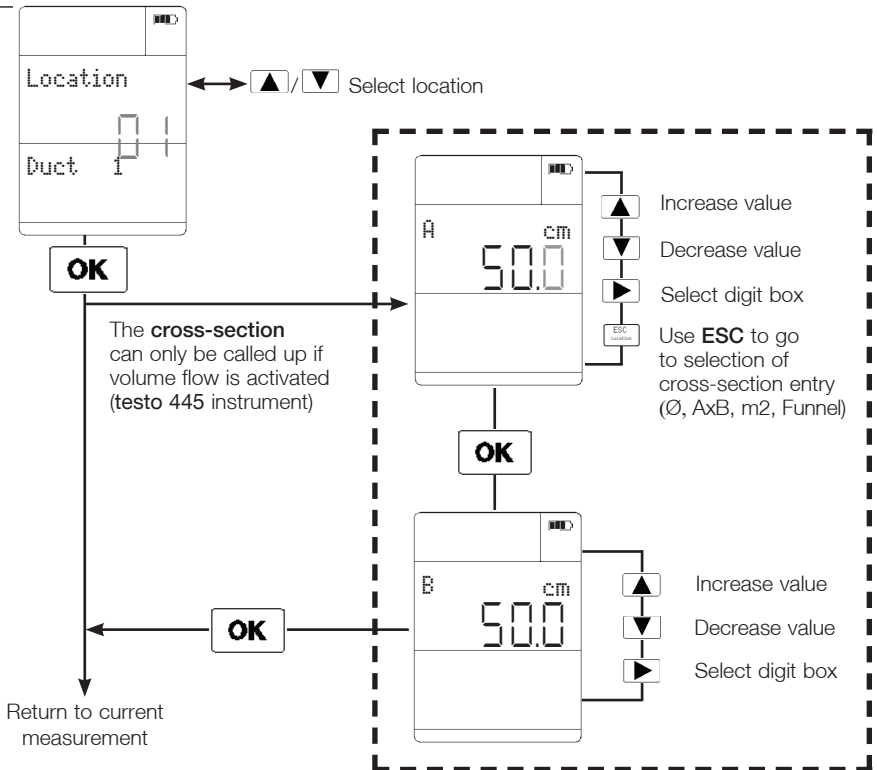 Location
01
Duct 1
▲/▼ Select location
OK
The cross-section
can only be called up if
volume flow is activated
(testo 445 instrument)
A cm
50.0
▲ Increase value
▼ Decrease value
▶ Select digit box
ESC
Location
Use ESC to go
to selection of
cross-section entry
(Ø, AxB, m2, Funnel)
OK
B cm
50.0
▲ Increase value
▼ Decrease value
▶ Select digit box
OK
Return to current
measurement